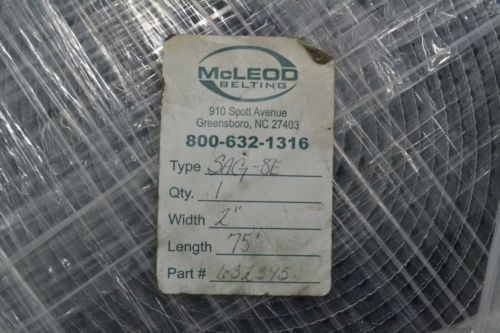 McLEOD
BELTING
910 Spott Avenue
Greensboro, NC 27403
800-632-1316
Type SAG-8E
Qty. 1
Width 2"
Length 75'
Part # 632545